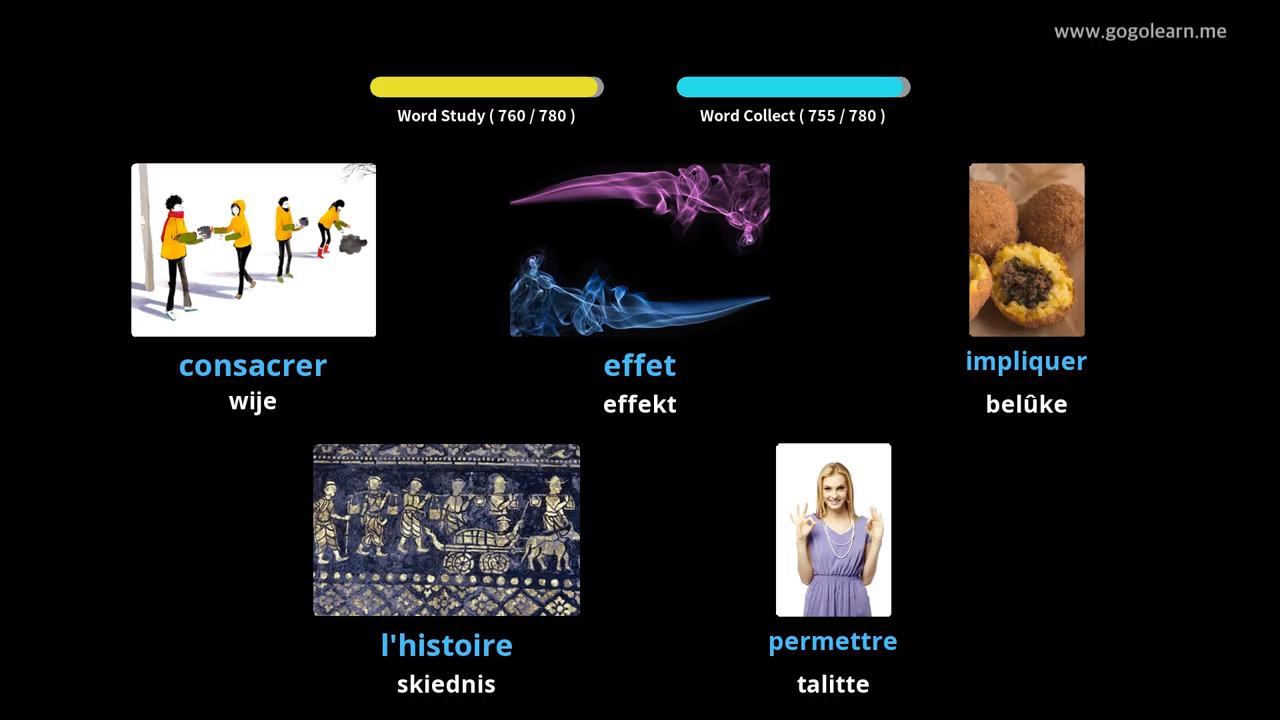 www.gogolearn.me
Word Study ( 760 / 780 )
Word Collect ( 755 / 780 )
consacrer
wije
effet
effekt
impliquer
belûke
l'histoire
skiednis
permettre
talitte